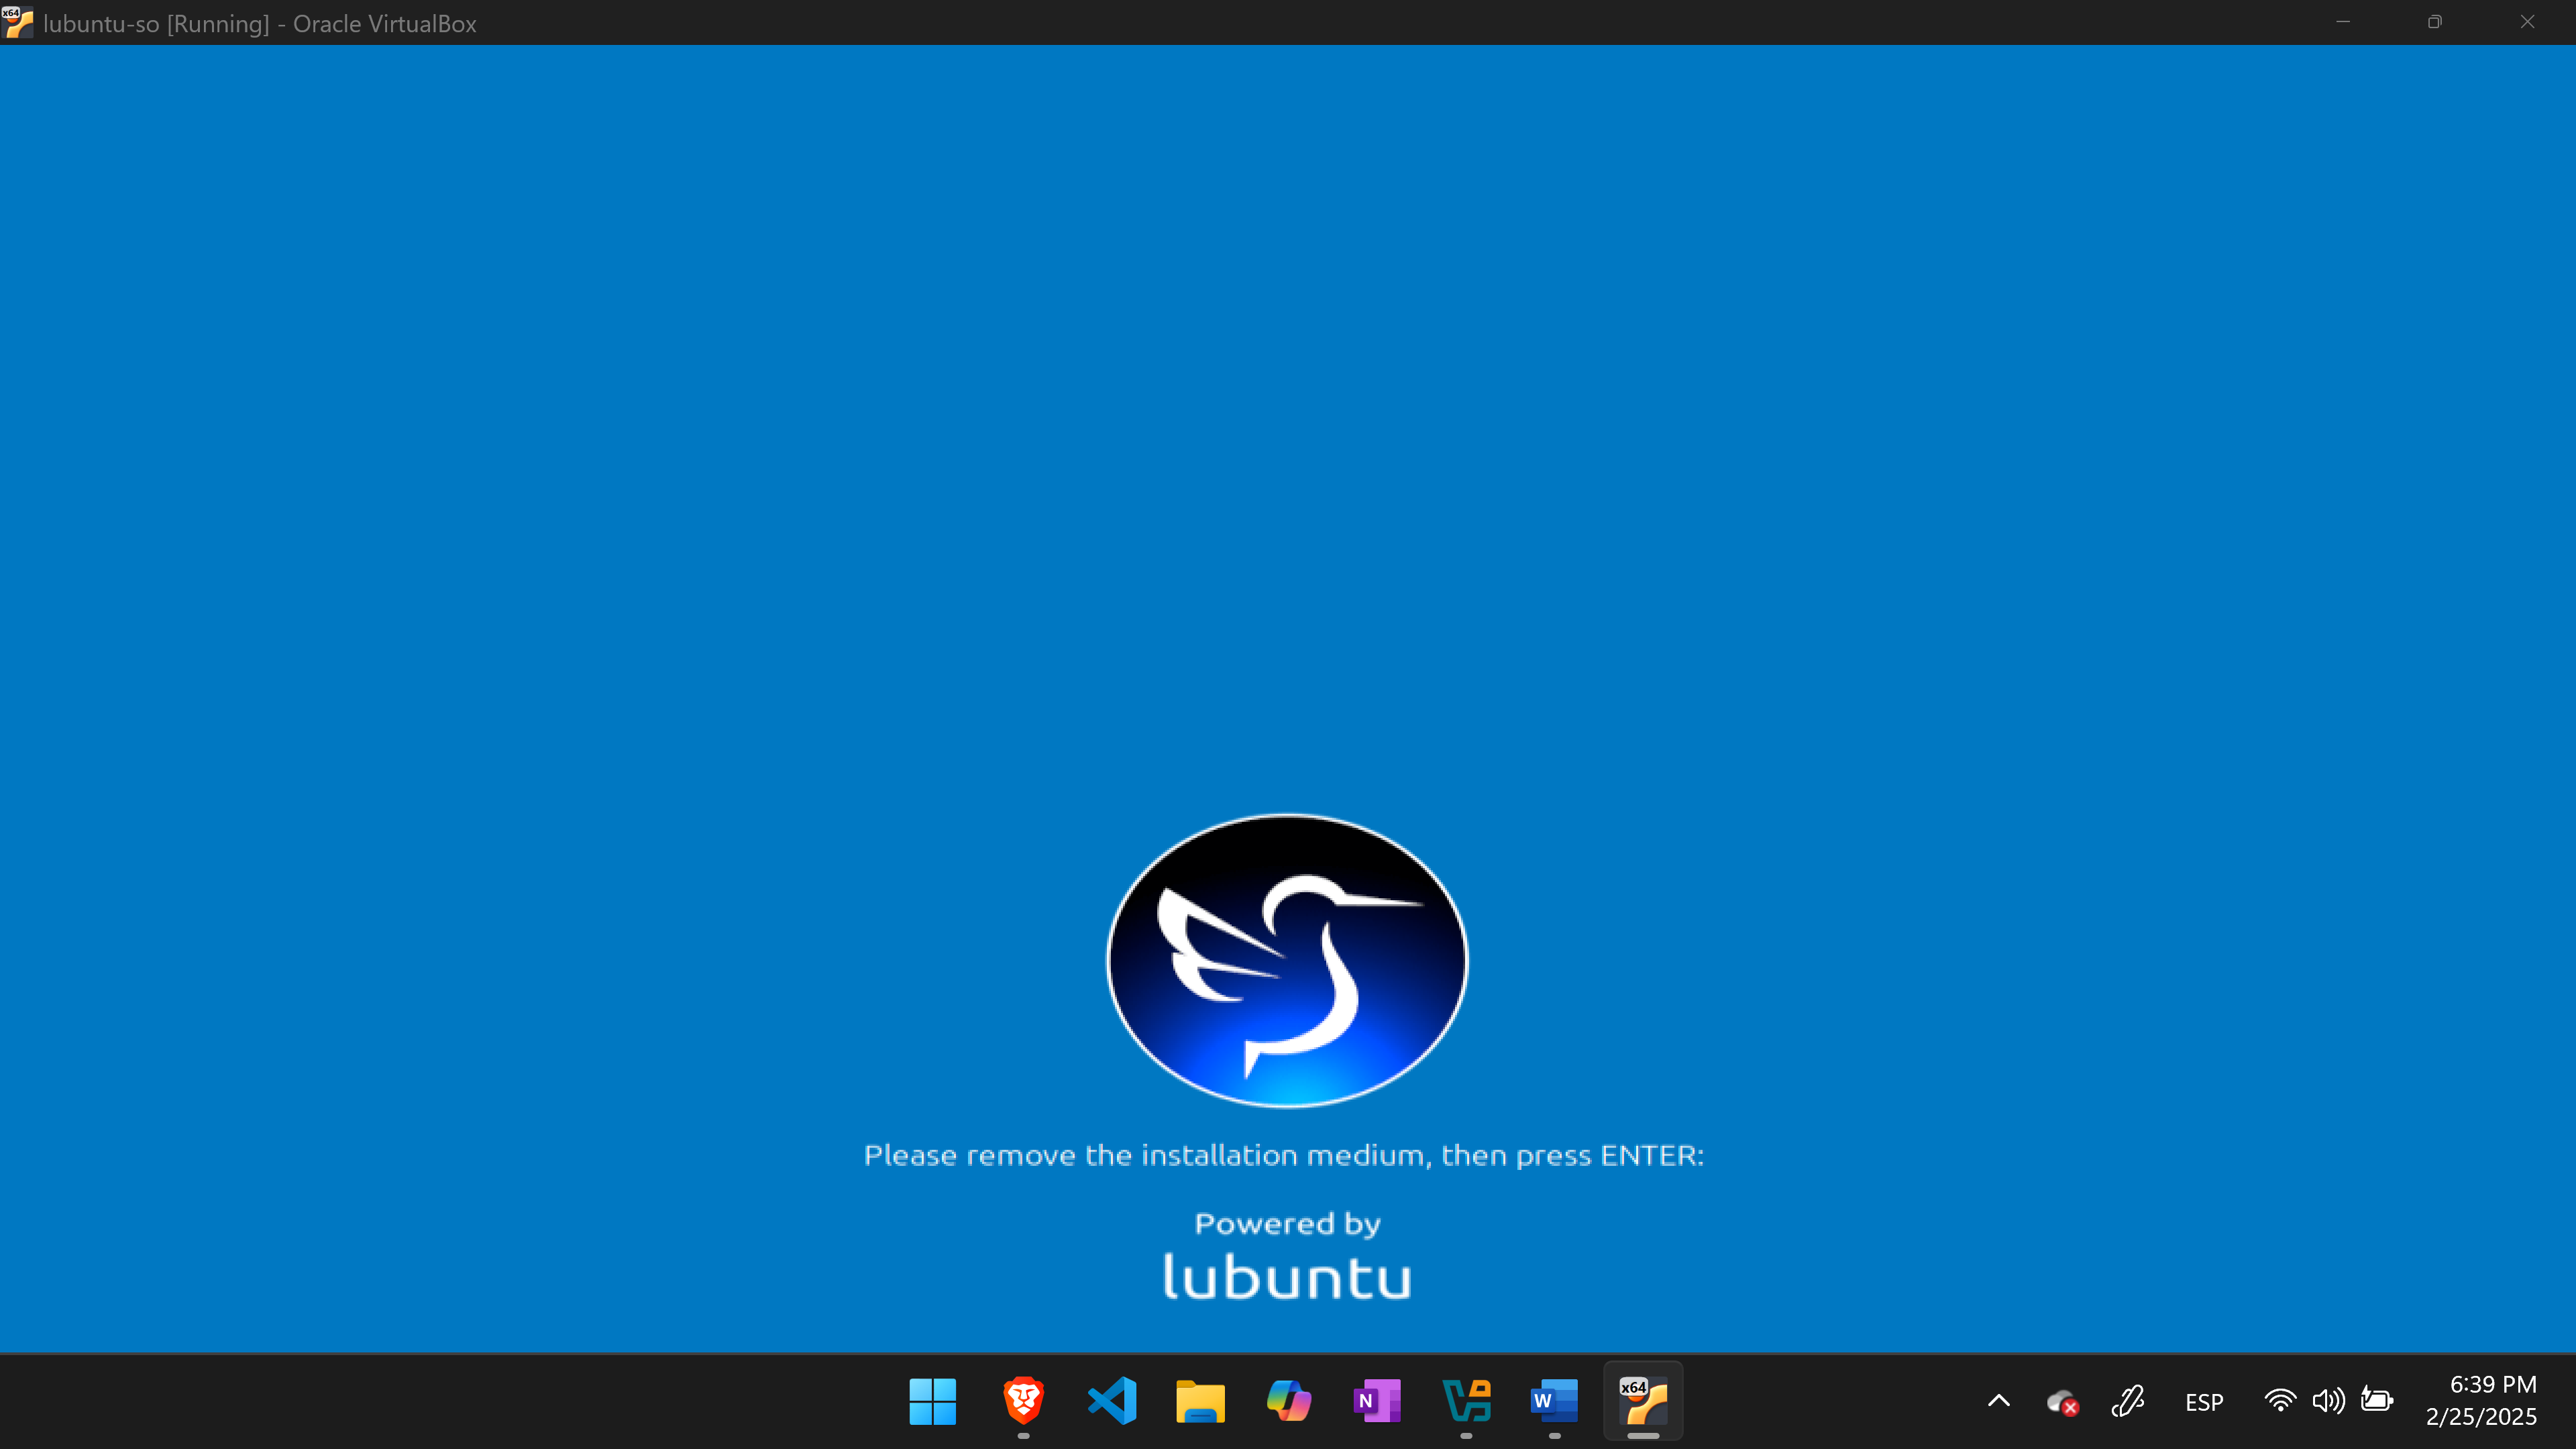 x64
lubuntu-so [Running] - Oracle VirtualBox
Please remove the installation medium, then press ENTER:
Powered by
lubuntu
N
W
x64
ESP
6:39 PM
2/25/2025